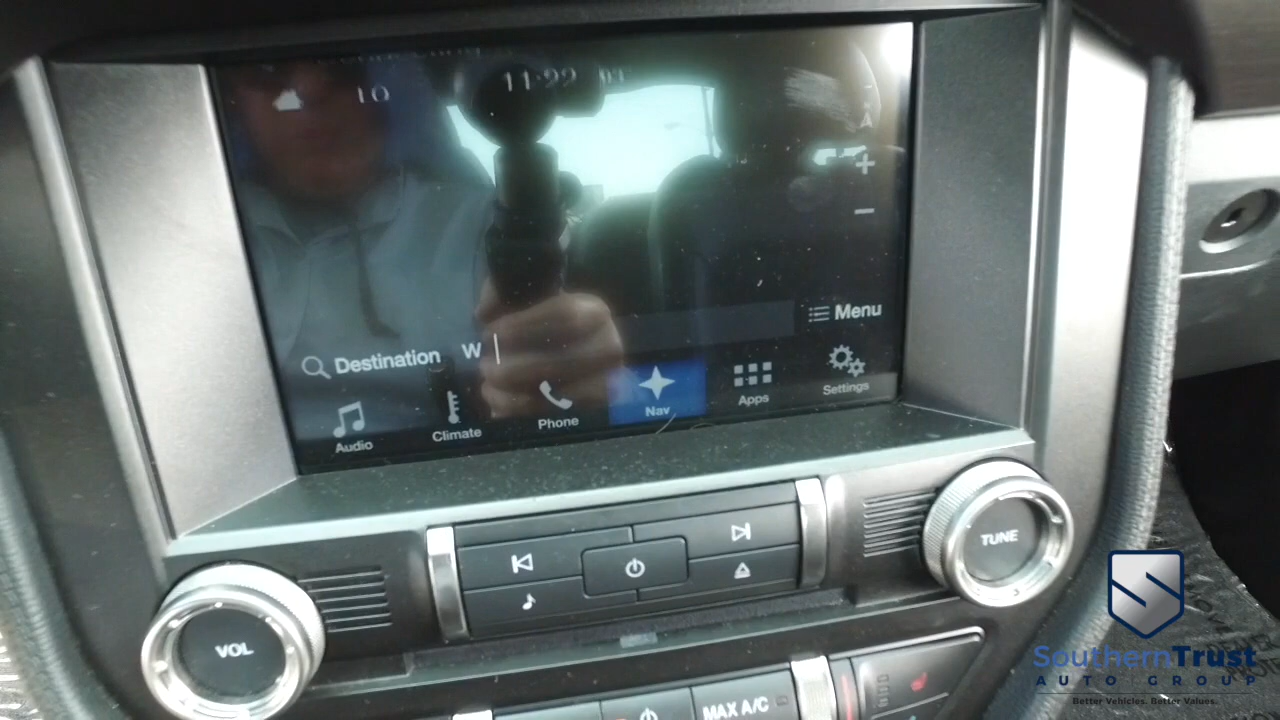 11:22
Menu
Destination W
Audio Climate Phone Nav Apps Settings
VOL
TUNE
MAX A/C
SouthernTrust
AUTO GROUP
Better Vehicles. Better Values.